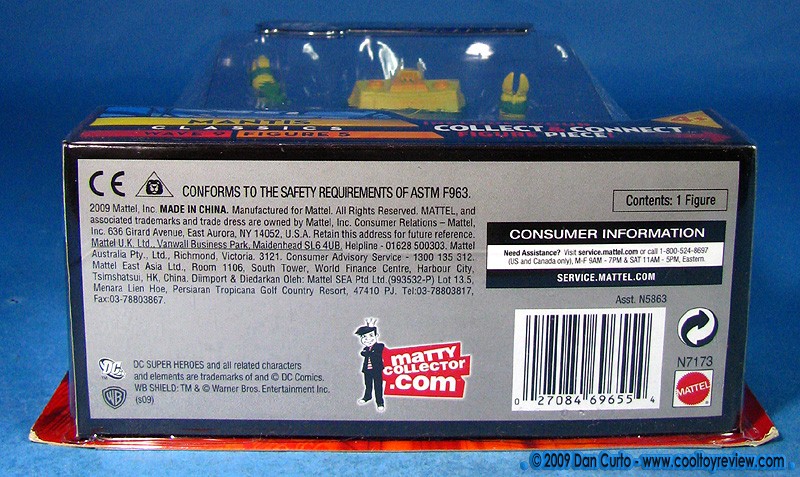 MANTIS
CLASSICS
COLLECT & CONNECT
WAVE 9 FIGURE 5
FIGURE PIECE!
4+
CE
CONFORMS TO THE SAFETY REQUIREMENTS OF ASTM F963.
2009 Mattel, Inc. MADE IN CHINA. Manufactured for Mattel. All Rights Reserved. MATTEL, and
associated trademarks and trade dress are owned by Mattel, Inc. Consumer Relations – Mattel,
Inc. 636 Girard Avenue, East Aurora, NY 14052, U.S.A. Retain this address for future reference.
Mattel U.K. Ltd., Vanwall Business Park, Maidenhead SL6 4UB, Helpline - 01628 500303. Mattel
Australia Pty., Ltd., Richmond, Victoria. 3121. Consumer Advisory Service - 1300 135 312.
Mattel East Asia Ltd., Room 1106, South Tower, World Finance Centre, Harbour City,
Tsimshatsui, HK, China. Diimport & Diedarkan Oleh: Mattel SEA Ptd Ltd.(993532-P) Lot 13.5,
Menara Lien Hoe, Persiaran Tropicana Golf Country Resort, 47410 PJ. Tel:03-78803817,
Fax:03-78803867.
Contents: 1 Figure
CONSUMER INFORMATION
Need Assistance? Visit service.mattel.com or call 1-800-524-8697
(US and Canada only), M-F 9AM - 7PM & SAT 11AM - 5PM, Eastern.
SERVICE.MATTEL.COM
Asst. N5863
N7173
MATTEL
0 27084 69655 4
matty
collector
.com
DC
DC SUPER HEROES and all related characters
and elements are trademarks of and © DC Comics.
WB SHIELD: TM & © Warner Bros. Entertainment Inc.
(s09)
WB
© 2009 Dan Curto - www.cooltoyreview.com